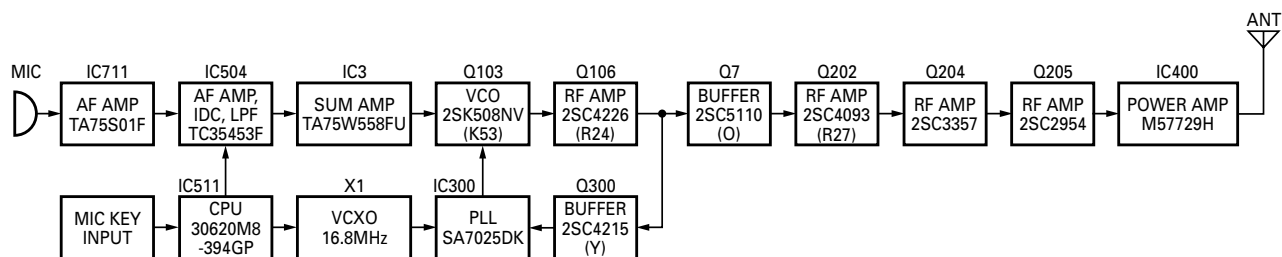 ANT
MIC
IC711
AF AMP
TA75S01F
IC504
AF AMP,
IDC, LPF
TC35453F
IC3
SUM AMP
TA75W558FU
Q103
VCO
2SK508NV
(K53)
Q106
RF AMP
2SC4226
(R24)
Q7
BUFFER
2SC5110
(O)
Q202
RF AMP
2SC4093
(R27)
Q204
RF AMP
2SC3357
Q205
RF AMP
2SC2954
IC400
POWER AMP
M57729H
MIC KEY
INPUT
IC511
CPU
30620M8
-394GP
X1
VCXO
16.8MHz
IC300
PLL
SA7025DK
Q300
BUFFER
2SC4215
(Y)